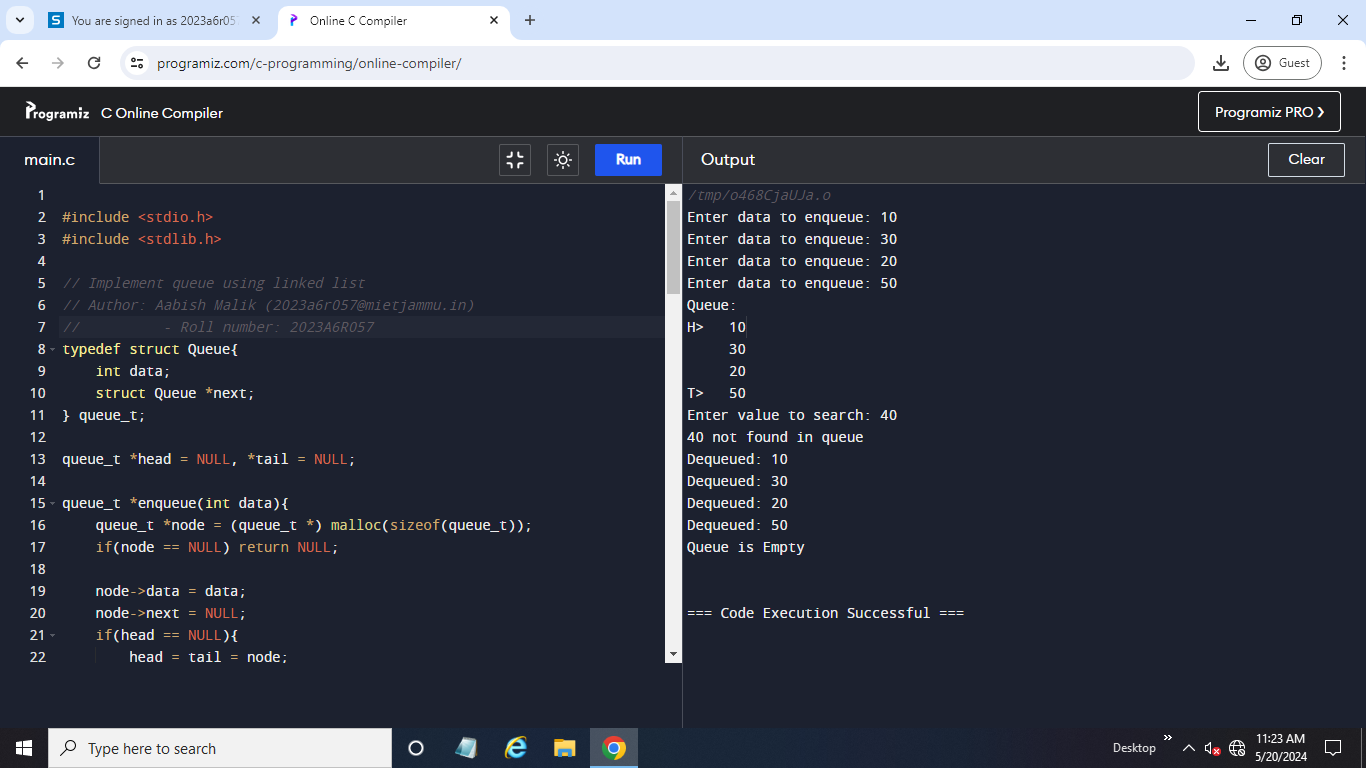 You are signed in as 2023a6r05
Online C Compiler
programiz.com/c-programming/online-compiler/
Guest
Programiz
C Online Compiler
Programiz PRO ❯
main.c
Run
Output
Clear
1
2 #include <stdio.h>
3 #include <stdlib.h>
4
5 // Implement queue using linked list
6 // Author: Aabish Malik (2023a6r057@mietjammu.in)
7 //          - Roll number: 2023A6R057
8 typedef struct Queue{
9     int data;
10     struct Queue *next;
11 } queue_t;
12
13 queue_t *head = NULL, *tail = NULL;
14
15 queue_t *enqueue(int data){
16     queue_t *node = (queue_t *) malloc(sizeof(queue_t));
17     if(node == NULL) return NULL;
18
19     node->data = data;
20     node->next = NULL;
21     if(head == NULL){
22         head = tail = node;
/tmp/o468CjaUJa.o
Enter data to enqueue: 10
Enter data to enqueue: 30
Enter data to enqueue: 20
Enter data to enqueue: 50
Queue:
H>   10
     30
     20
T>   50
Enter value to search: 40
40 not found in queue
Dequeued: 10
Dequeued: 30
Dequeued: 20
Dequeued: 50
Queue is Empty
=== Code Execution Successful ===
Type here to search
Desktop
11:23 AM
5/20/2024